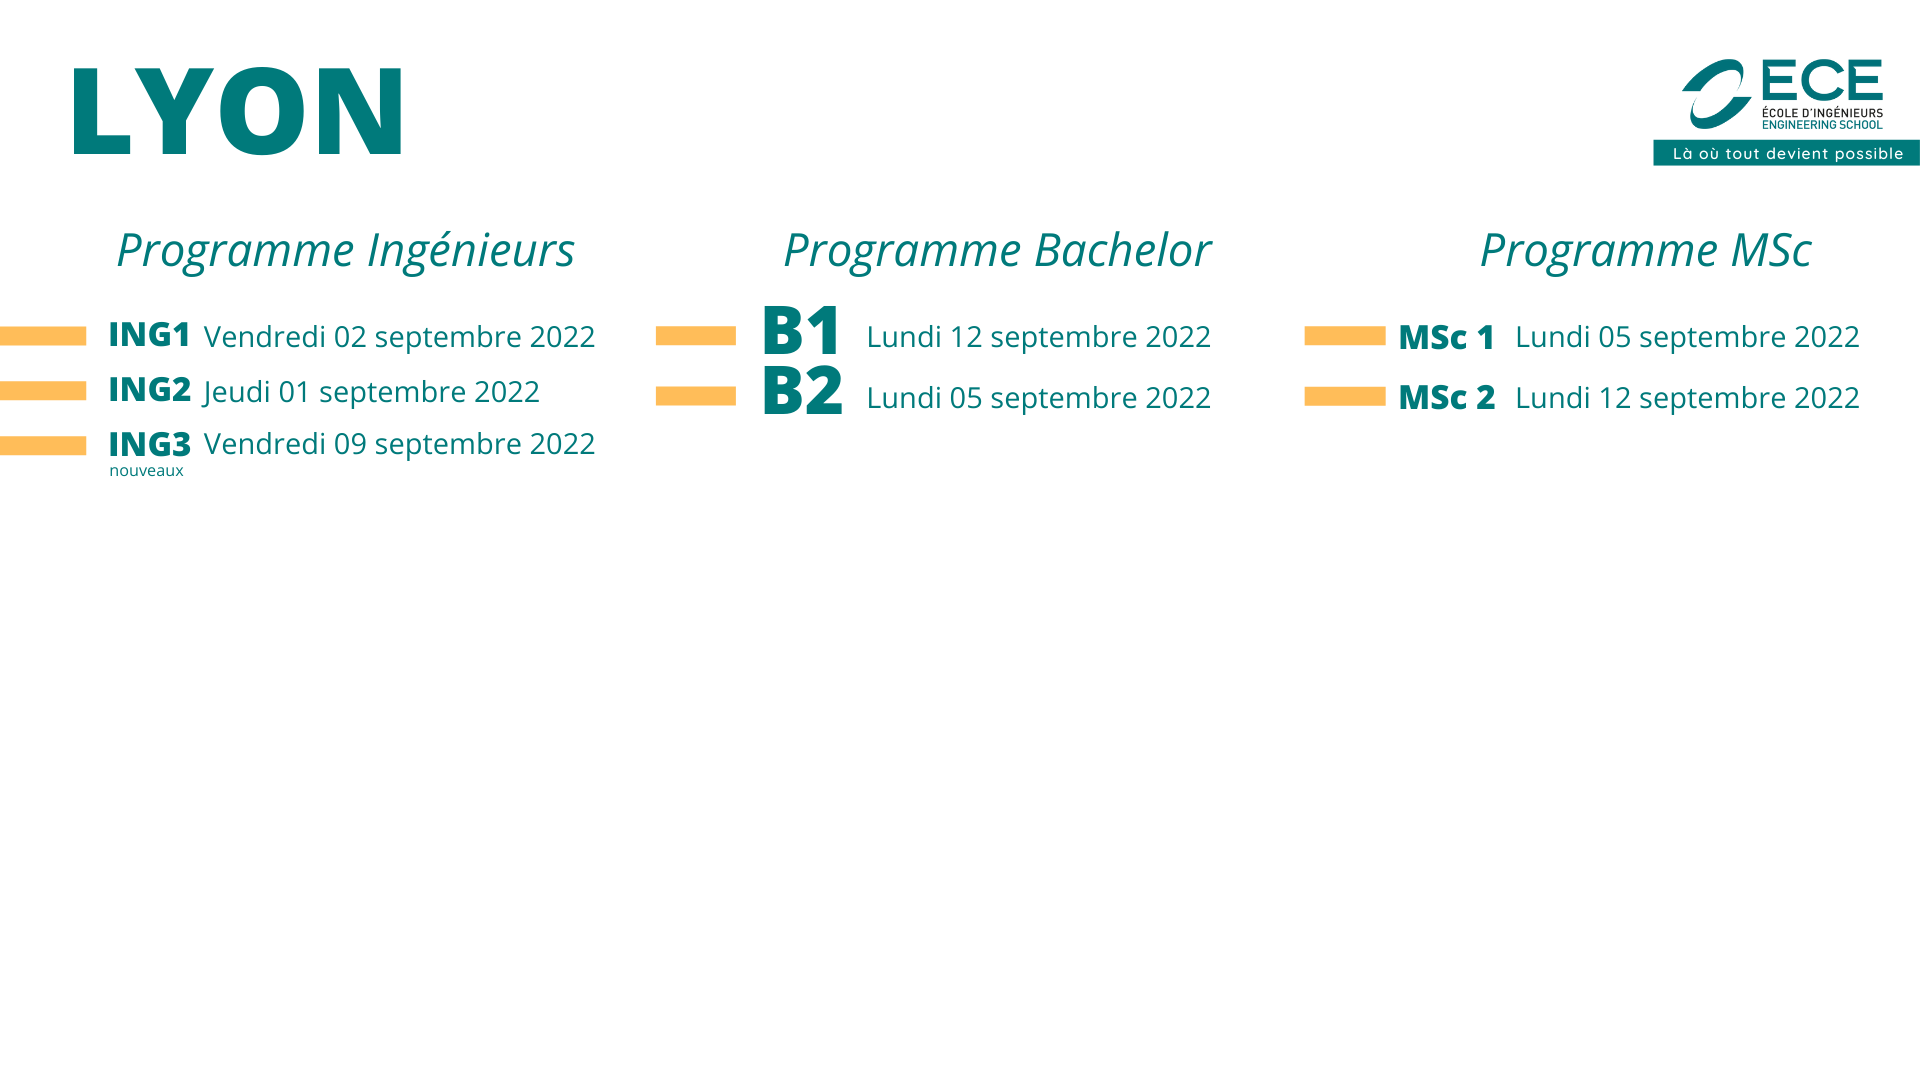 LYON
ECE
ÉCOLE D'INGÉNIEURS
ENGINEERING SCHOOL
Là où tout devient possible
Programme Ingénieurs
ING1 Vendredi 02 septembre 2022
ING2 Jeudi 01 septembre 2022
ING3 Vendredi 09 septembre 2022
nouveaux
Programme Bachelor
B1 Lundi 12 septembre 2022
B2 Lundi 05 septembre 2022
Programme MSc
MSc 1 Lundi 05 septembre 2022
MSc 2 Lundi 12 septembre 2022